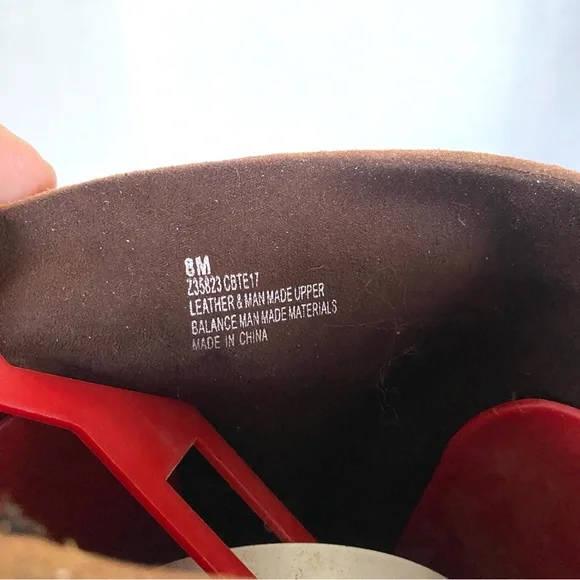 8M
Z35823 CBTE17
LEATHER & MAN MADE UPPER
BALANCE MAN MADE MATERIALS
MADE IN CHINA